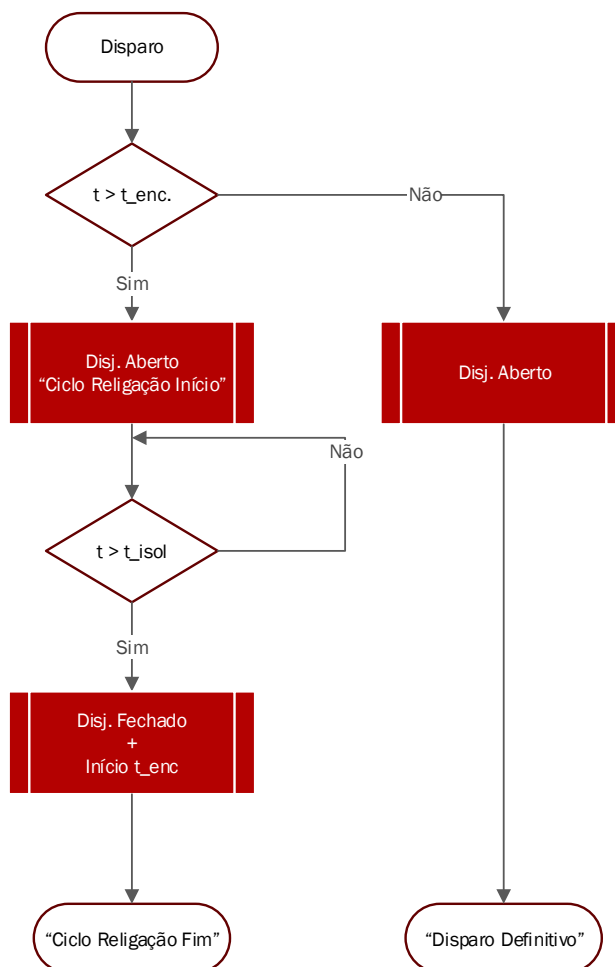 Disparo
t > t_enc.
Não
Sim
Disj. Aberto
“Ciclo Religação Início”
Disj. Aberto
Não
t > t_isol
Sim
Disj. Fechado
+
Início t_enc
“Ciclo Religação Fim”
“Disparo Definitivo”